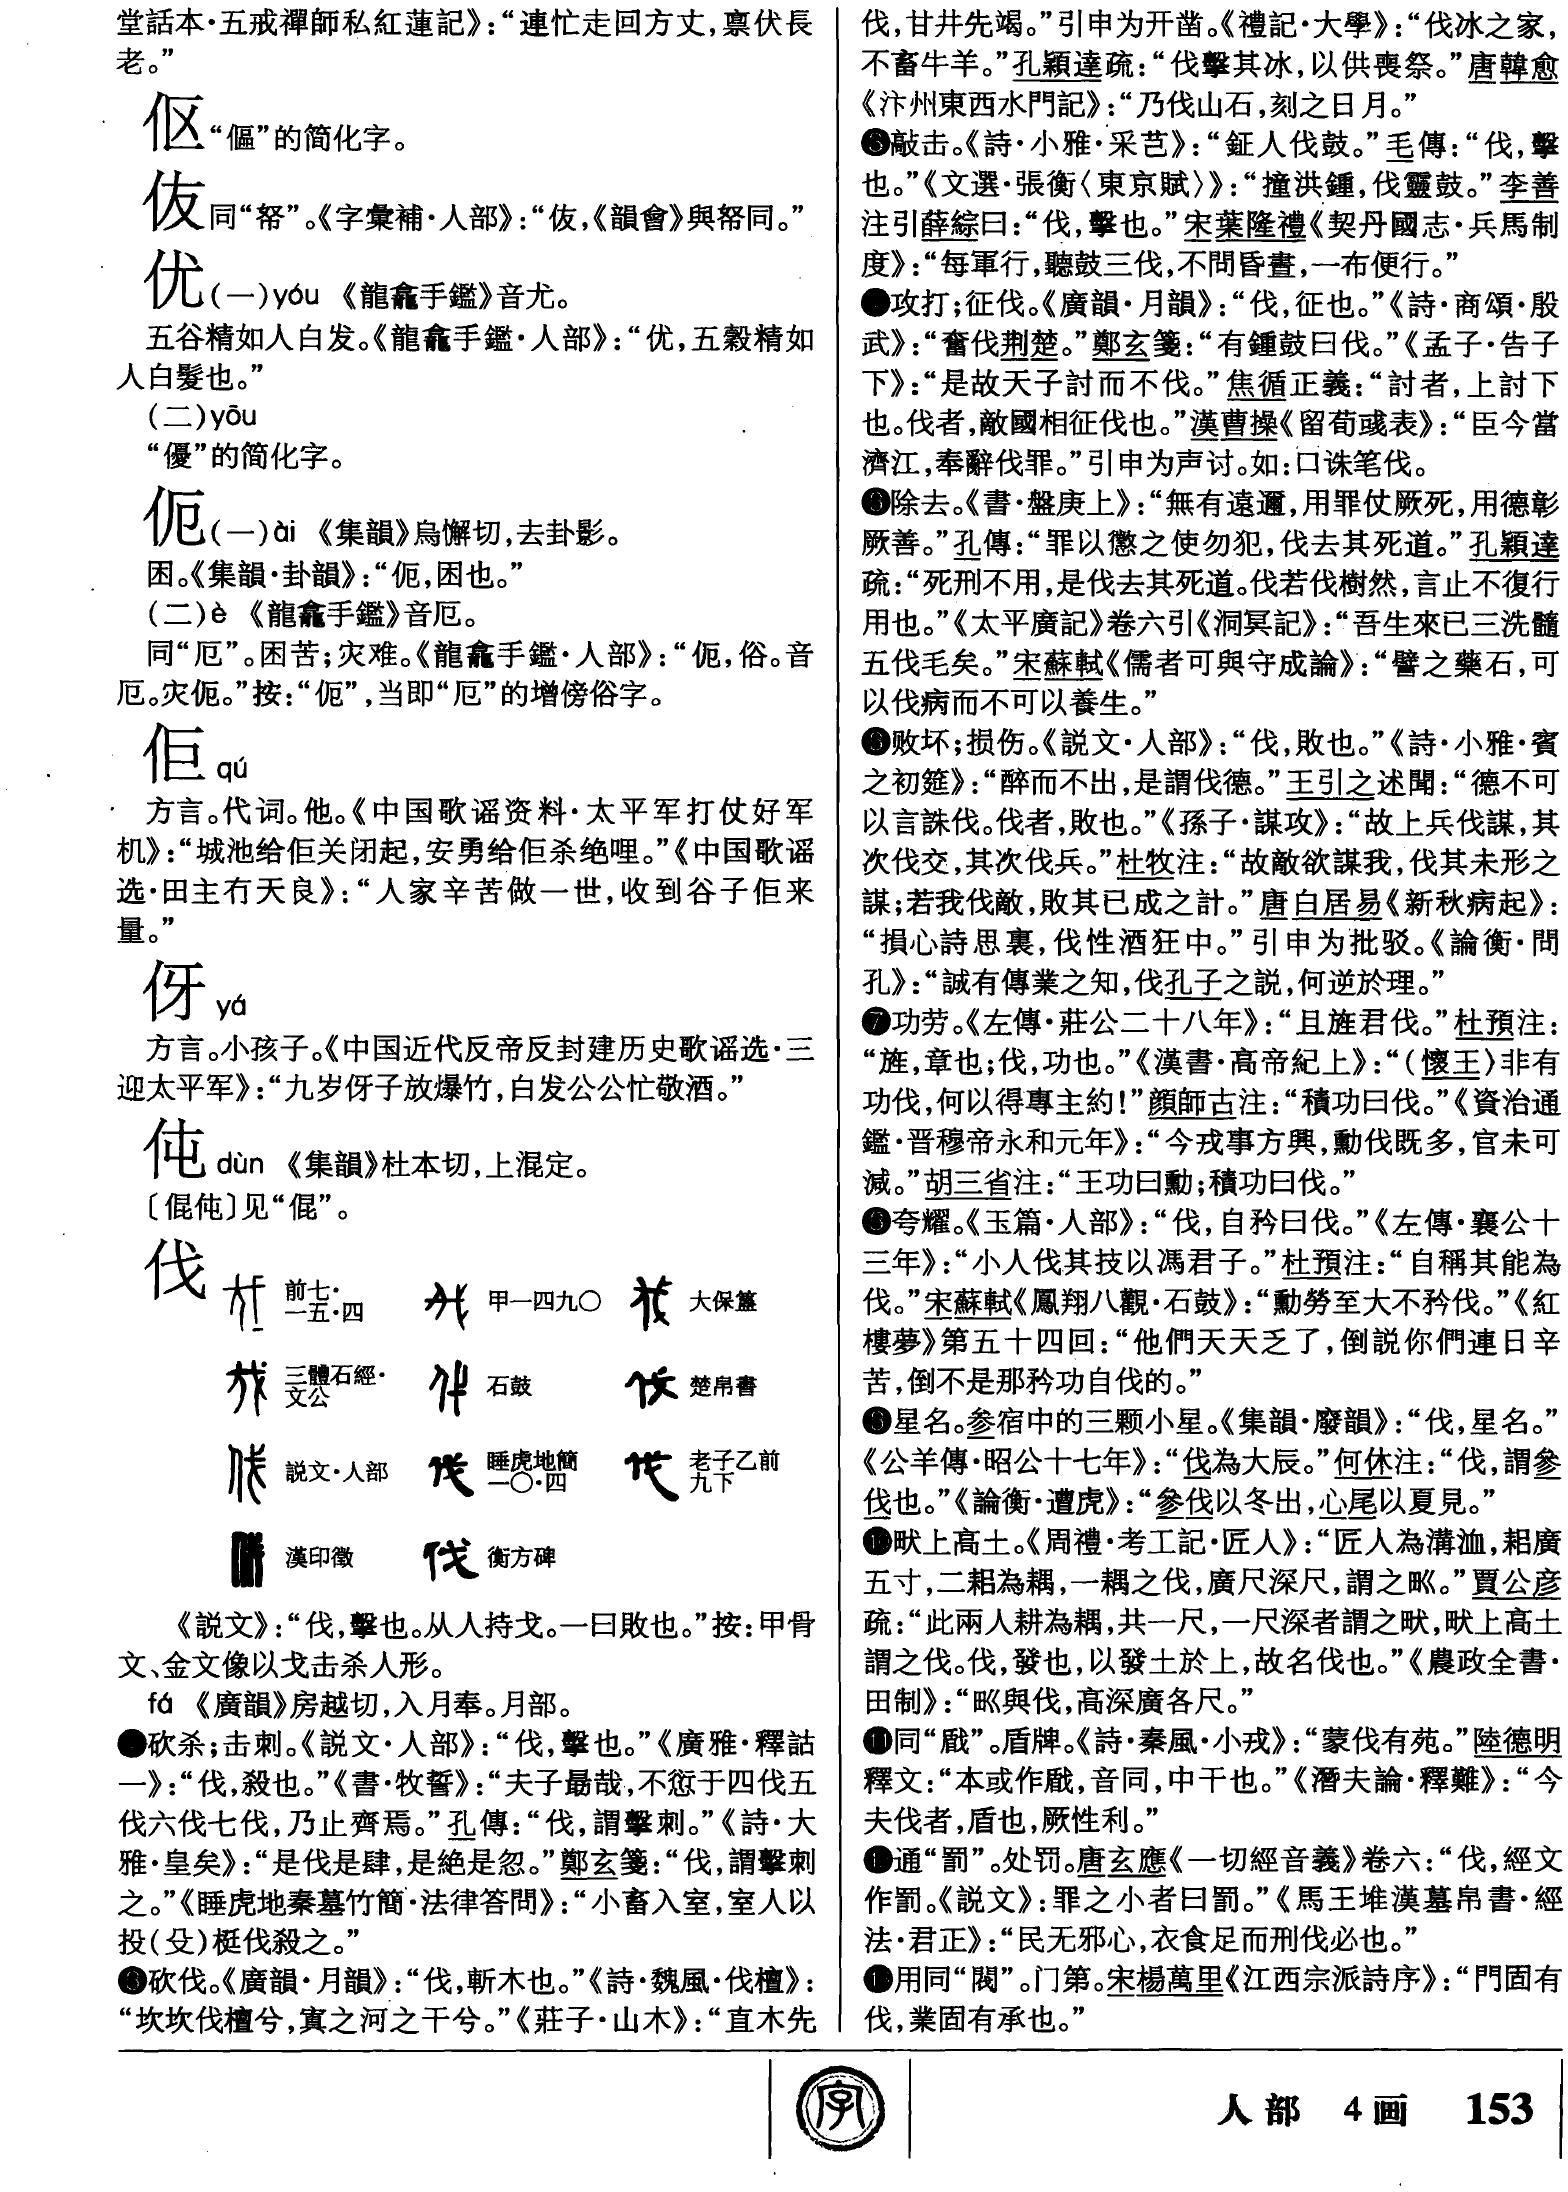 堂話本·五戒禪師私紅蓮記》：“連忙走回方丈，禀伏長
老。”
伛“傴”的简化字。
㕛同“帑”。《字彙補·人部》：“，《韻會》與帑同。”
优(一)yóu 《龍龕手鑑》音尤。
五谷精如人白发。《龍龕手鑑·人部》：“优，五穀精如
人白髮也。”
(二)yōu
“優”的简化字。
㐵(一)ài 《集韻》烏懈切，去卦影。
困。《集韻·卦韻》：“，困也。”
(二)è 《龍龕手鑑》音厄。
同“厄”。困苦；灾难。《龍龕手鑑·人部》：“，俗。音
厄。灾。”按：“”，当即“厄”的增傍俗字。
佢 qú
方言。代词。他。《中国歌谣资料·太平军打仗好军
机》：“城池给佢关闭起，安勇给佢杀绝哩。”《中国歌谣
选·田主冇天良》：“人家辛苦做一世，收到谷子佢来
量。”
伢 yá
方言。小孩子。《中国近代反帝反封建历史歌谣选·三
迎太平军》：“九岁伢子放爆竹，白发公公忙敬酒。”
伅 dùn 《集韻》杜本切，上混定。
〔倱伅〕见“倱”。
伐
前七·一五·四 甲一四九〇 大保簋
三體石經·文公 石鼓 楚帛書
説文·人部 睡虎地簡一〇·四 老子乙前九下
漢印徵 衡方碑
《説文》：“伐，擊也。从人持戈。一曰敗也。”按：甲骨
文、金文像以戈击杀人形。
fá 《廣韻》房越切，入月奉。月部。
❶砍杀；击刺。《説文·人部》：“伐，擊也。”《廣雅·釋詁
一》：“伐，殺也。”《書·牧誓》：“夫子勗哉，不愆于四伐五
伐六伐七伐，乃止齊焉。”孔傳：“伐，謂擊刺。”《詩·大
雅·皇矣》：“是伐是肆，是絶是忽。”鄭玄箋：“伐，謂擊刺
之。”《睡虎地秦墓竹簡·法律答問》：“小畜入室，室人以
投(殳)梃伐殺之。”
❷砍伐。《廣韻·月韻》：“伐，斬木也。”《詩·魏風·伐檀》：
“坎坎伐檀兮，寘之河之干兮。”《莊子·山木》：“直木先
伐，甘井先竭。”引申为开凿。《禮記·大學》：“伐冰之家，
不畜牛羊。”孔穎達疏：“伐擊其冰，以供喪祭。”唐韓愈
《汴州東西水門記》：“乃伐山石，刻之日月。”
❸敲击。《詩·小雅·采芑》：“鉦人伐鼓。”毛傳：“伐，擊
也。”《文選·張衡〈東京賦〉》：“撞洪鍾，伐靈鼓。”李善
注引薛綜曰：“伐，擊也。”宋葉隆禮《契丹國志·兵馬制
度》：“每軍行，聽鼓三伐，不問昏晝，一布便行。”
❹攻打；征伐。《廣韻·月韻》：“伐，征也。”《詩·商頌·殷
武》：“奮伐荆楚。”鄭玄箋：“有鍾鼓曰伐。”《孟子·告子
下》：“是故天子討而不伐。”焦循正義：“討者，上討下
也。伐者，敵國相征伐也。”漢曹操《留荀彧表》：“臣今當
濟江，奉辭伐罪。”引申为声讨。如：口诛笔伐。
❺除去。《書·盤庚上》：“無有遠邇，用罪伐厥死，用德彰
厥善。”孔傳：“罪以懲之使勿犯，伐去其死道。”孔穎達
疏：“死刑不用，是伐去其死道。伐若伐樹然，言止不復行
用也。”《太平廣記》卷六引《洞冥記》：“吾生來已三洗髓
五伐毛矣。”宋蘇軾《儒者可與守成論》：“譬之藥石，可
以伐病而不可以養生。”
❻败坏；损伤。《説文·人部》：“伐，敗也。”《詩·小雅·賓
之初筵》：“醉而不出，是謂伐德。”王引之述聞：“德不可
以言誅伐。伐者，敗也。”《孫子·謀攻》：“故上兵伐謀，其
次伐交，其次伐兵。”杜牧注：“故敵欲謀我，伐其未形之
謀；若我伐敵，敗其已成之計。”唐白居易《新秋病起》：
“損心詩思裏，伐性酒狂中。”引申为批驳。《論衡·問
孔》：“誠有傳業之知，伐孔子之説，何逆於理。”
❼功劳。《左傳·莊公二十八年》：“且旌君伐。”杜預注：
“旌，章也；伐，功也。”《漢書·高帝紀上》：“(懷王〉非有
功伐，何以得專主約！”顔師古注：“積功曰伐。”《資治通
鑑·晋穆帝永和元年》：“今戎事方興，勳伐既多，官未可
減。”胡三省注：“王功曰勳；積功曰伐。”
❽夸耀。《玉篇·人部》：“伐，自矜曰伐。”《左傳·襄公十
三年》：“小人伐其技以馮君子。”杜預注：“自稱其能為
伐。”宋蘇軾《鳳翔八觀·石鼓》：“勳勞至大不矜伐。”《紅
樓夢》第五十四回：“他們天天乏了，倒説你們連日辛
苦，倒不是那矜功自伐的。”
❾星名。参宿中的三颗小星。《集韻·廢韻》：“伐，星名。”
《公羊傳·昭公十七年》：“伐為大辰。”何休注：“伐，謂參
伐也。”《論衡·遭虎》：“參伐以冬出，心尾以夏見。”
❿畎上高土。《周禮·考工記·匠人》：“匠人為溝洫，耜廣
五寸，二耜為耦，一耦之伐，廣尺深尺，謂之㽘。”賈公彦
疏：“此兩人耕為耦，共一尺，一尺深者謂之畎，畎上高土
謂之伐。伐，發也，以發土於上，故名伐也。”《農政全書·
田制》：“㽘與伐，高深廣各尺。”
⓫同“瞂”。盾牌。《詩·秦風·小戎》：“蒙伐有苑。”陸德明
釋文：“本或作瞂，音同，中干也。”《潛夫論·釋難》：“今
夫伐者，盾也，厥性利。”
⓬通“罰”。处罚。唐玄應《一切經音義》卷六：“伐，經文
作罰。《説文》：罪之小者曰罰。”《馬王堆漢墓帛書·經
法·君正》：“民无邪心，衣食足而刑伐必也。”
⓭用同“閥”。门第。宋楊萬里《江西宗派詩序》：“門固有
伐，業固有承也。”
字
人部 4画 153